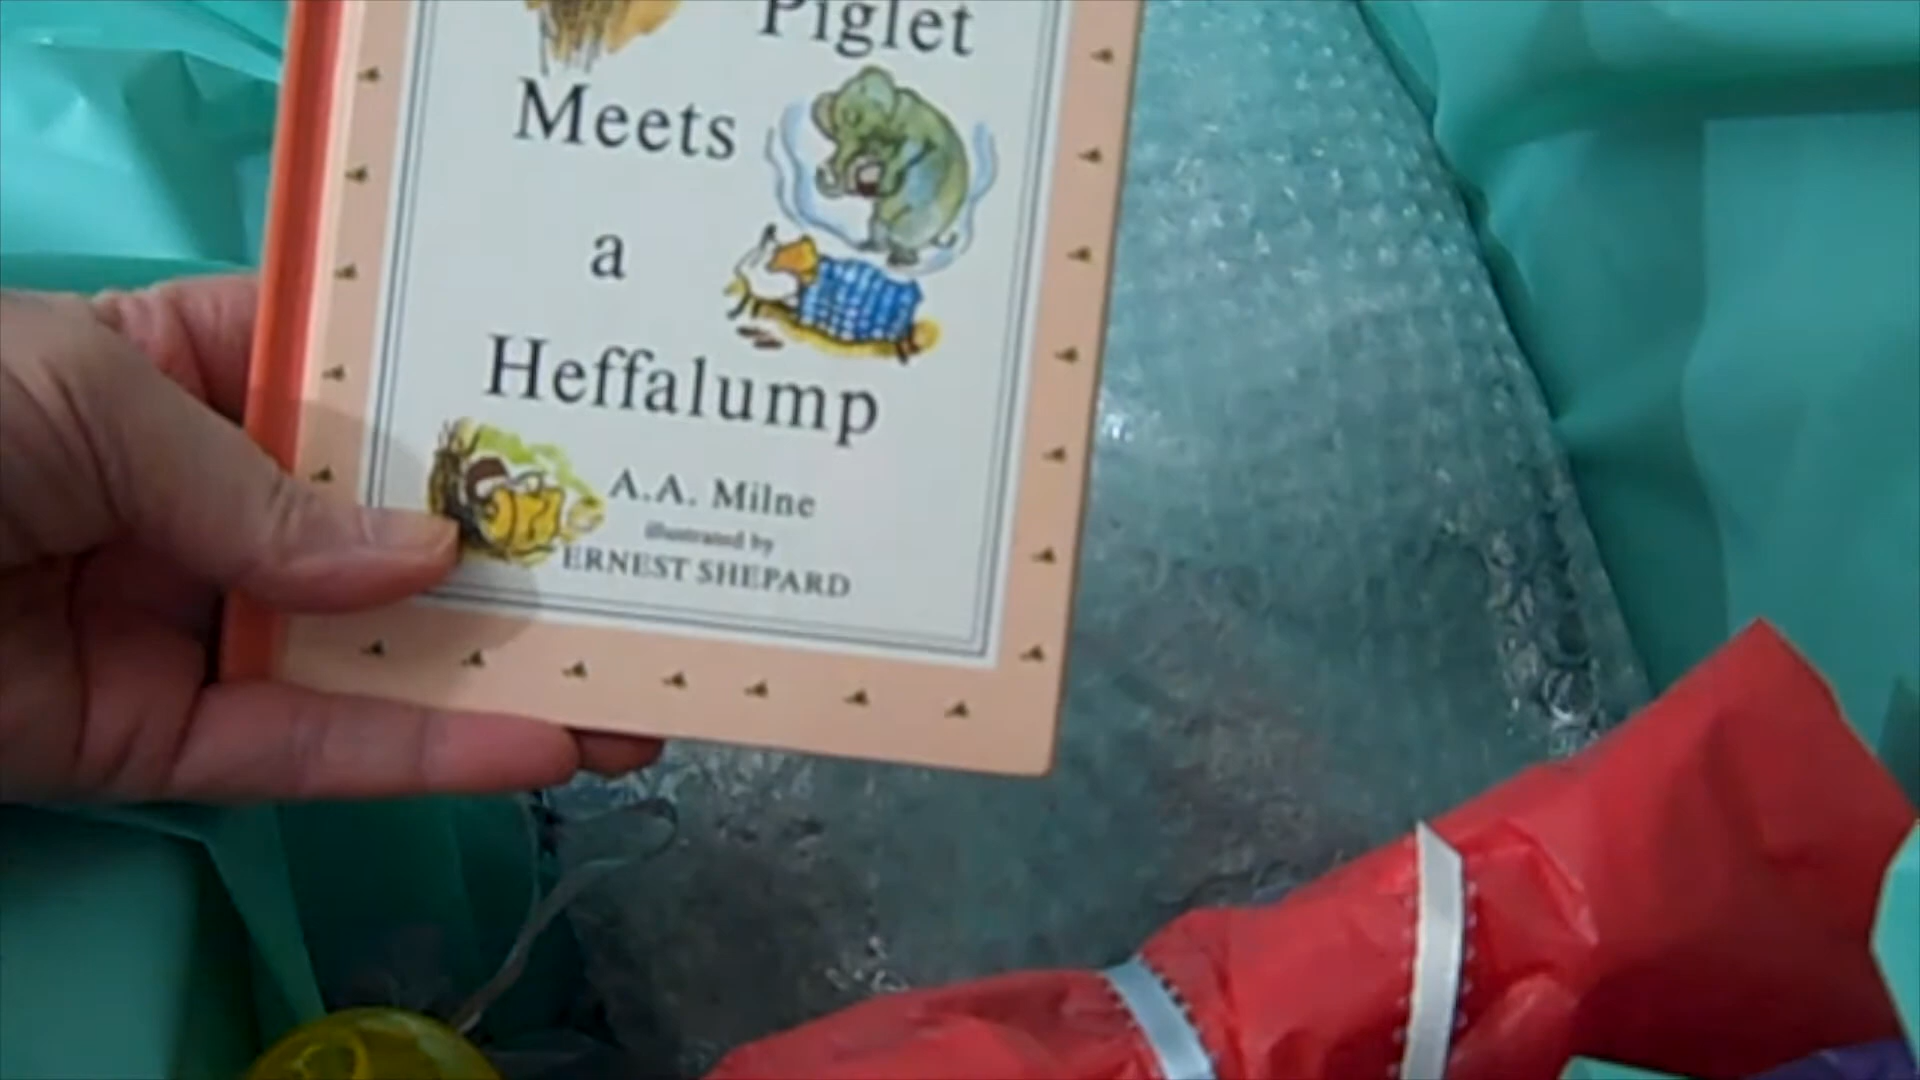 Piglet
Meets
a
Heffalump
A.A. Milne
illustrated by
ERNEST SHEPARD